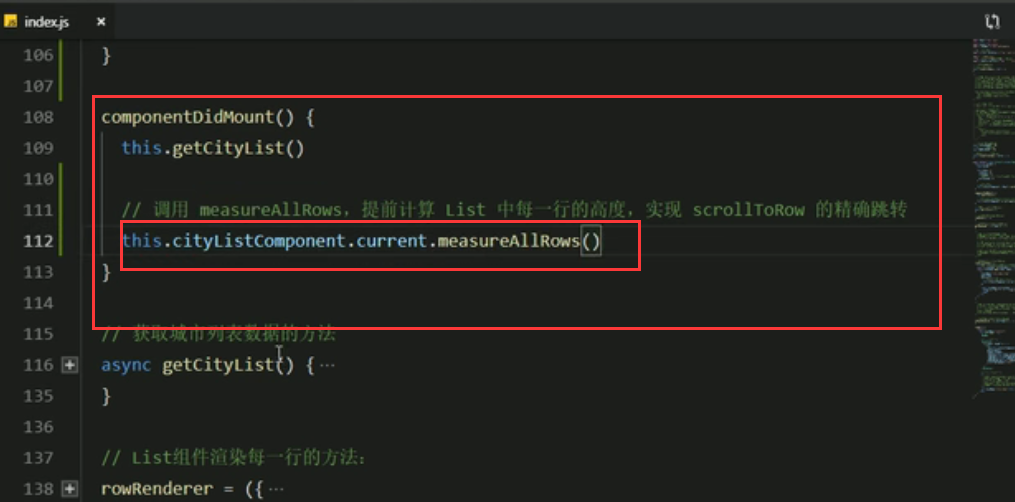 JS index.js ×
106 }
107
108 componentDidMount() {
109 this.getCityList()
110
111 // 调用 measureAllRows，提前计算 List 中每一行的高度，实现 scrollToRow 的精确跳转
112 this.cityListComponent.current.measureAllRows()
113 }
114
115 // 获取城市列表数据的方法
116 async getCityList() { ...
135 }
136
137 // List组件渲染每一行的方法：
138 rowRenderer = ({ ...